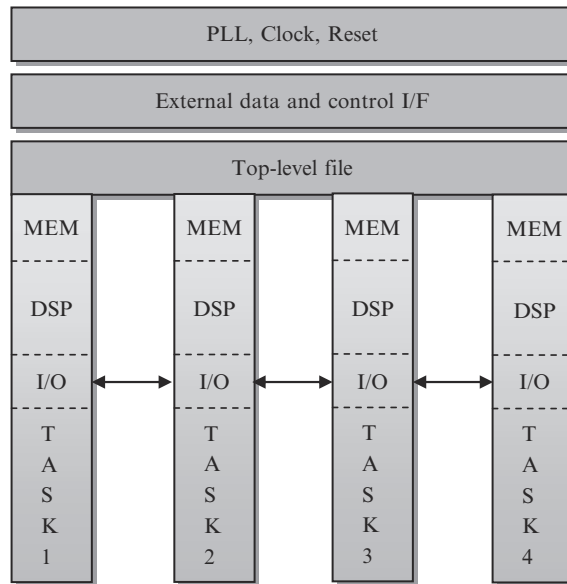 PLL, Clock, Reset
External data and control I/F
Top-level file
MEM
DSP
I/O
T
A
S
K
1
MEM
DSP
I/O
T
A
S
K
2
MEM
DSP
I/O
T
A
S
K
3
MEM
DSP
I/O
T
A
S
K
4